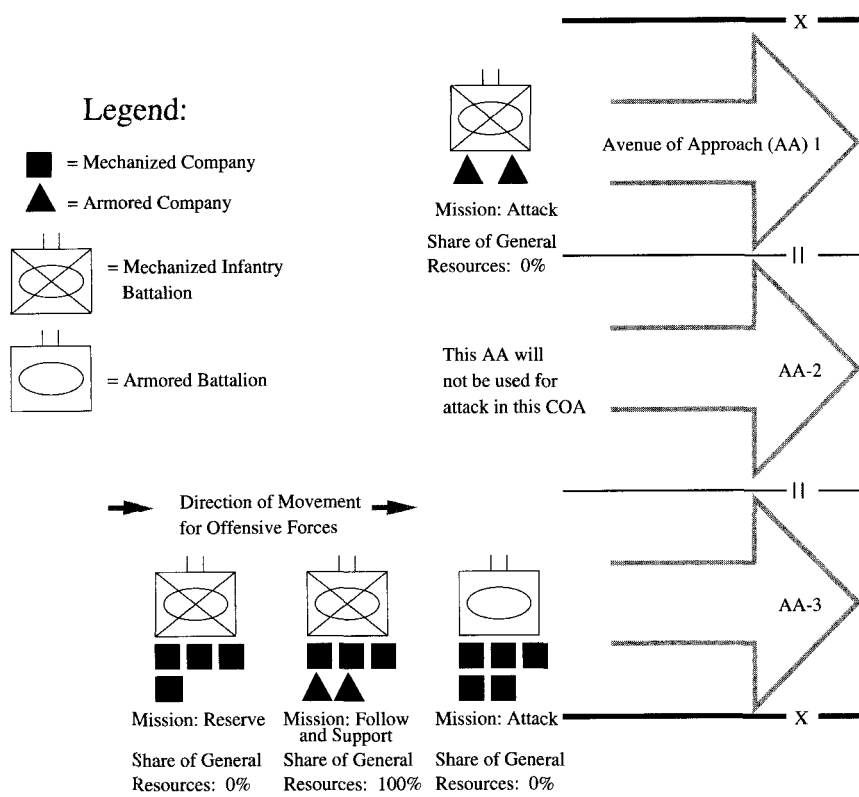 X
Legend:
= Mechanized Company
= Armored Company
= Mechanized Infantry
Battalion
= Armored Battalion
Mission: Attack
Share of General
Resources: 0%
Avenue of Approach (AA) 1
II
This AA will
not be used for
attack in this COA
AA-2
II
Direction of Movement
for Offensive Forces
AA-3
Mission: Reserve
Share of General
Resources: 0%
Mission: Follow
and Support
Share of General
Resources: 100%
Mission: Attack
Share of General
Resources: 0%
X